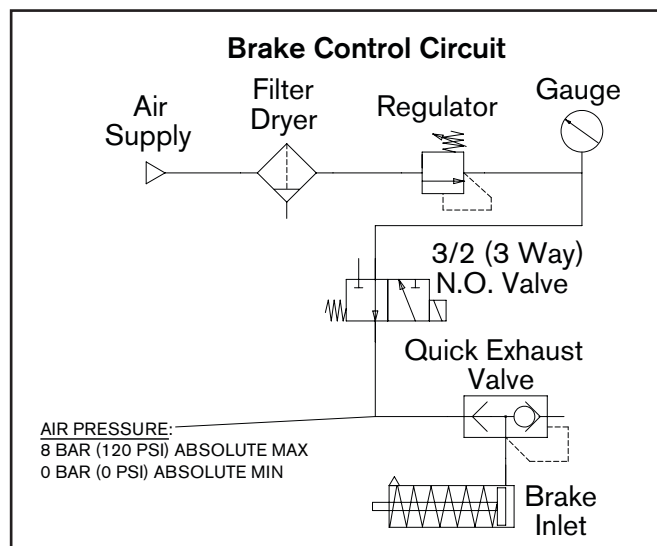 Brake Control Circuit
Air
Supply
Filter
Dryer
Regulator
Gauge
3/2 (3 Way)
N.O. Valve
Quick Exhaust
Valve
AIR PRESSURE:
8 BAR (120 PSI) ABSOLUTE MAX
0 BAR (0 PSI) ABSOLUTE MIN
Brake
Inlet